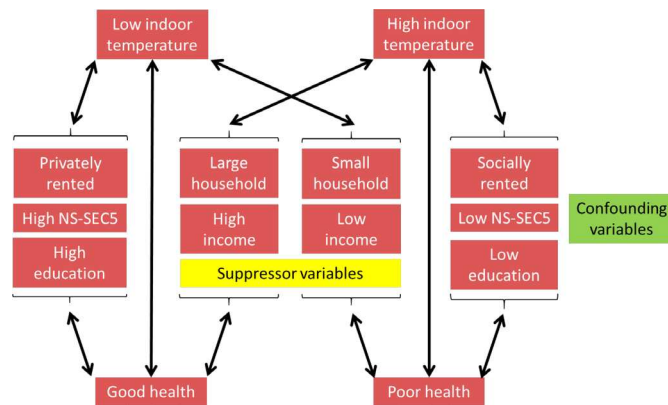 Low indoor
temperature
High indoor
temperature
Privately
rented
High NS-SEC5
High
education
Large
household
High
income
Small
household
Low
income
Suppressor variables
Socially
rented
Low NS-SEC5
Low
education
Confounding
variables
Good health
Poor health